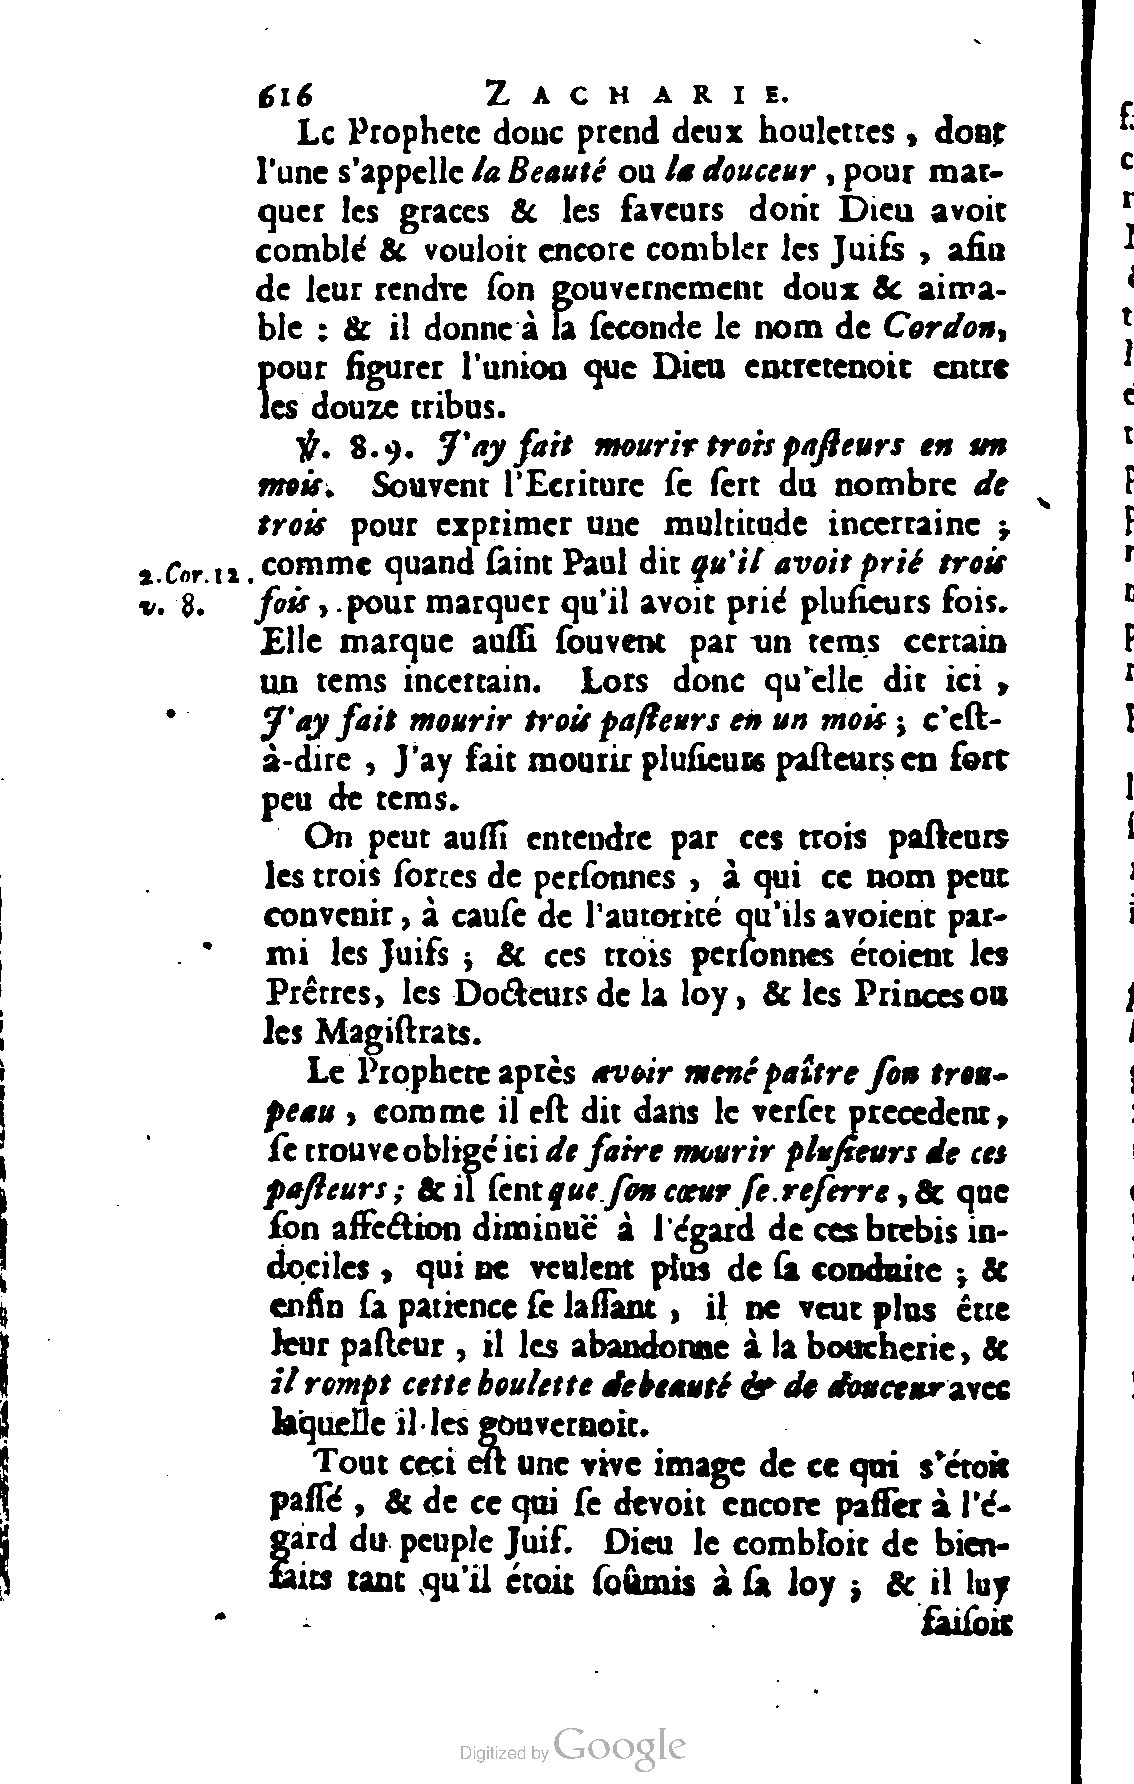 616 ZACHARIE.
Le Prophete donc prend deux houlettes , dont
l'une s'appelle la Beauté ou la douceur , pour mar-
quer les graces & les faveurs dont Dieu avoit
comblé & vouloit encore combler les Juifs , afin
de leur rendre ſon gouvernement doux & aima-
ble : & il donne à la ſeconde le nom de Cordon,
pour figurer l'union que Dieu entretenoit entre
les douze tribus.
℣. 8.9. J'ay fait mourir trois paſteurs en un
mois. Souvent l'Ecriture ſe ſert du nombre de
trois pour exprimer une multitude incertaine ;
comme quand ſaint Paul dit qu'il avoit prié trois
2.Cor.12.
v. 8.
fois , pour marquer qu'il avoit prié pluſieurs fois.
Elle marque auſſi ſouvent par un tems certain
un tems incertain. Lors donc qu'elle dit ici ,
J'ay fait mourir trois paſteurs en un mois ; c'eſt-
à-dire , J'ay fait mourir pluſieurs paſteurs en fort
peu de tems.
On peut auſſi entendre par ces trois paſteurs
les trois ſortes de perſonnes , à qui ce nom peut
convenir, à cauſe de l'autorité qu'ils avoient par-
mi les Juifs ; & ces trois perſonnes étoient les
Prêtres, les Docteurs de la loy, & les Princes ou
les Magiſtrats.
Le Prophete après avoir mené paître ſon trou-
peau , comme il eſt dit dans le verſet precedent,
ſe trouve obligé ici de faire mourir pluſieurs de ces
paſteurs ; & il ſent que ſon cœur ſe reſerre , & que
ſon affection diminuë à l'égard de ces brebis in-
dociles , qui ne veulent plus de ſa conduite ; &
enfin ſa patience ſe laſſant , il ne veut plus être
leur paſteur , il les abandonne à la boucherie, &
il rompt cette houlette de beauté & de douceur avec
laquelle il les gouvernoit.
Tout ceci eſt une vive image de ce qui s'étoit
paſſé , & de ce qui ſe devoit encore paſſer à l'é-
gard du peuple Juif. Dieu le combloit de bien-
faits tant qu'il étoit ſoûmis à ſa loy ; & il luy
faiſoit
Digitized by Google